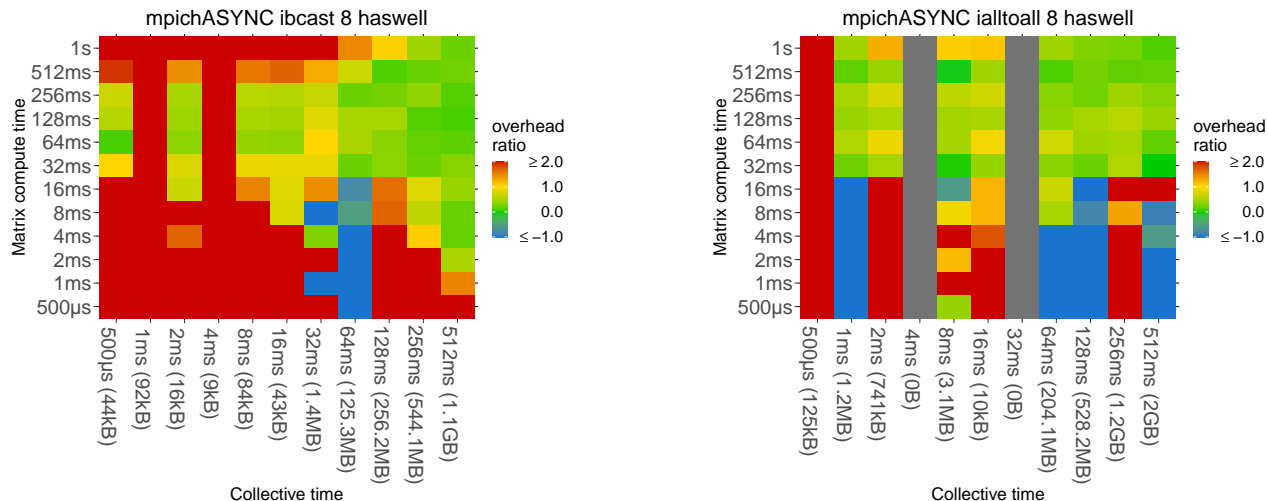 mpichASYNC ibcast 8 haswell
Matrix compute time
1s
512ms
256ms
128ms
64ms
32ms
16ms
8ms
4ms
2ms
1ms
500μs
500μs (44kB)
1ms (92kB)
2ms (16kB)
4ms (9kB)
8ms (84kB)
16ms (43kB)
32ms (1.4MB)
64ms (125.3MB)
128ms (256.2MB)
256ms (544.1MB)
512ms (1.1GB)
Collective time
overhead
ratio
≥ 2.0
1.0
0.0
≤ −1.0
mpichASYNC ialltoall 8 haswell
Matrix compute time
1s
512ms
256ms
128ms
64ms
32ms
16ms
8ms
4ms
2ms
1ms
500μs
500μs (125kB)
1ms (1.2MB)
2ms (741kB)
4ms (0B)
8ms (3.1MB)
16ms (10kB)
32ms (0B)
64ms (204.1MB)
128ms (528.2MB)
256ms (1.2GB)
512ms (2GB)
Collective time
overhead
ratio
≥ 2.0
1.0
0.0
≤ −1.0